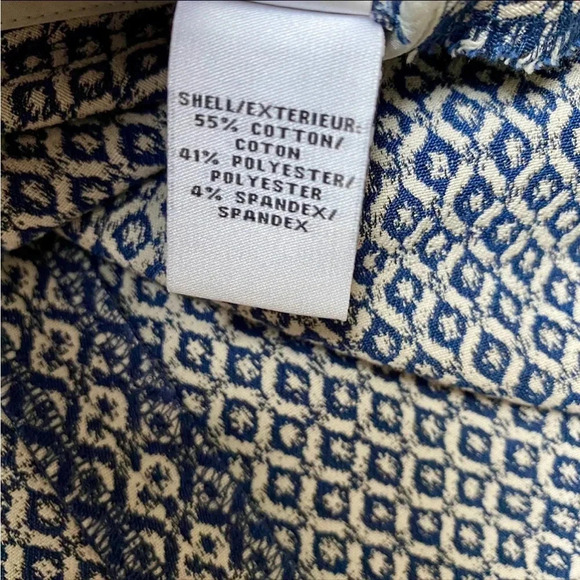 SHELL/EXTERIEUR:
55% COTTON/
COTON
41% POLYESTER/
POLYESTER
4% SPANDEX/
SPANDEX